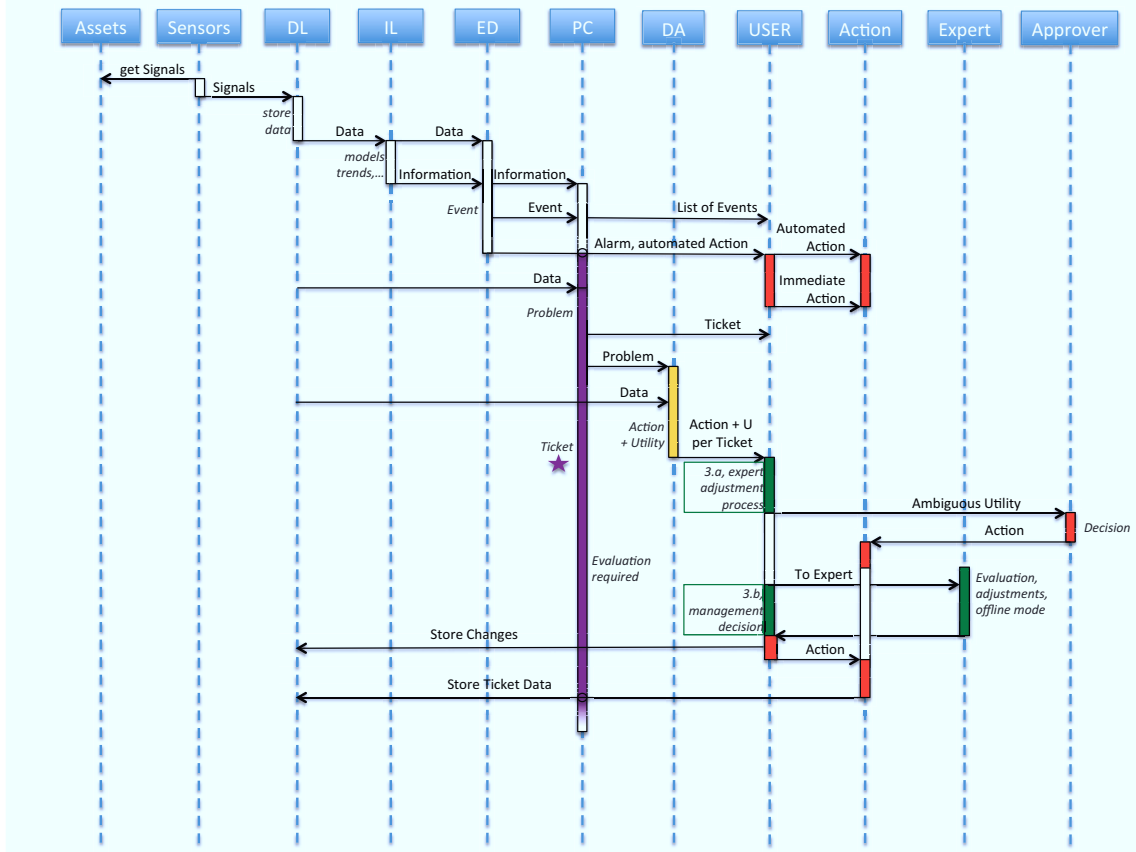 Assets
Sensors
DL
IL
ED
PC
DA
USER
Action
Expert
Approver
get Signals
Signals
store
data
Data
Data
models
trends,...
Information
Information
Event
Event
List of Events
Automated
Action
Alarm, automated Action
Immediate
Action
Data
Problem
Ticket
Problem
Data
Action
+ Utility
Action + U
per Ticket
Ticket
3.a, expert
adjustment
process
Ambiguous Utility
Decision
Action
Evaluation
required
To Expert
Evaluation,
adjustments,
offline mode
3.b,
management
decision
Store Changes
Action
Store Ticket Data